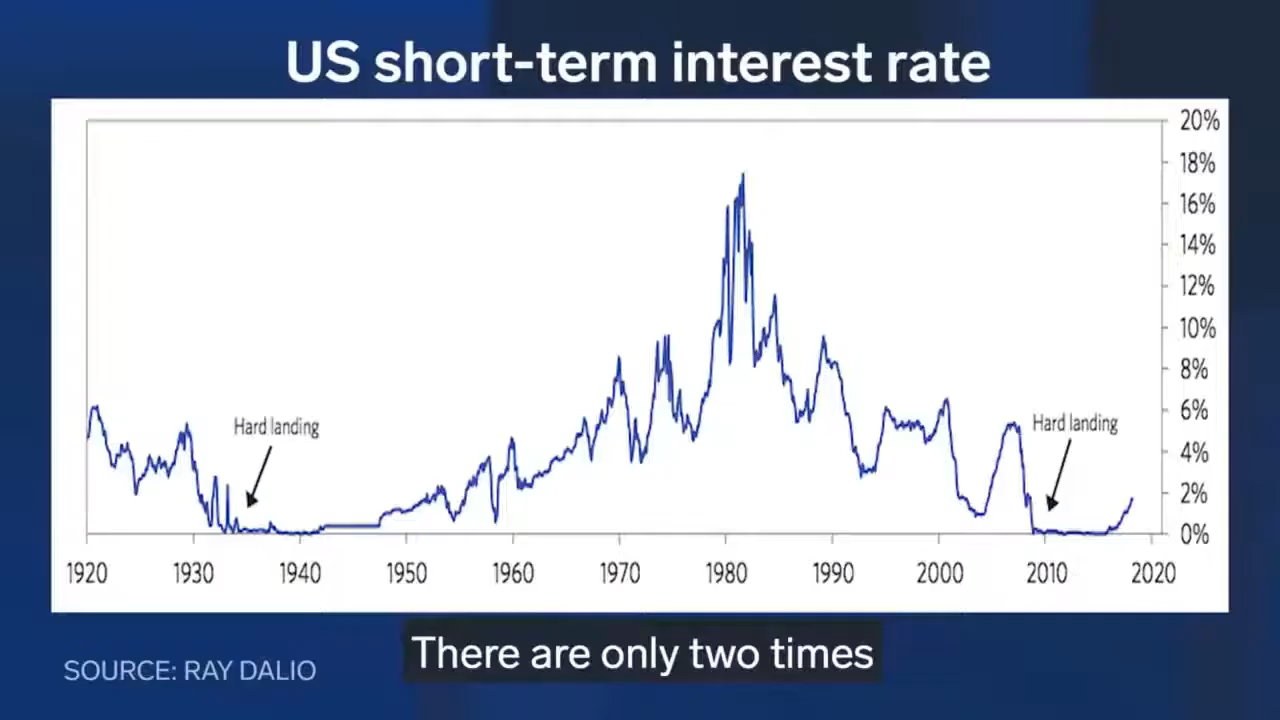 US short-term interest rate
20%
18%
16%
14%
12%
10%
8%
6%
4%
2%
0%
Hard landing
Hard landing
1920 1930 1940 1950 1960 1970 1980 1990 2000 2010 2020
There are only two times
SOURCE: RAY DALIO